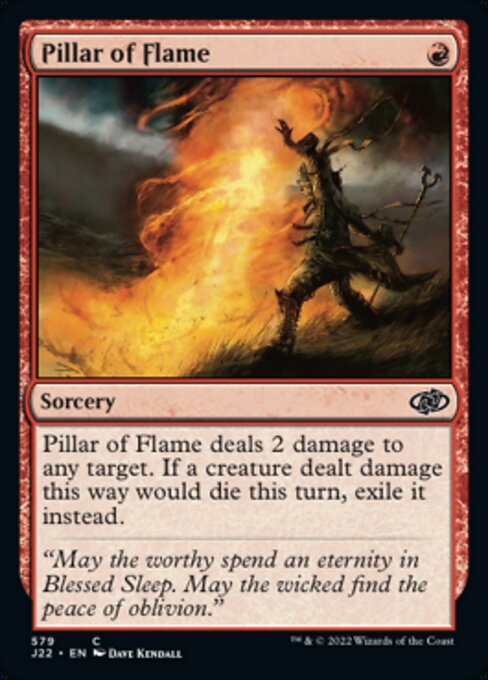 Pillar of Flame
Sorcery
Pillar of Flame deals 2 damage to
any target. If a creature dealt damage
this way would die this turn, exile it
instead.
“May the worthy spend an eternity in
Blessed Sleep. May the wicked find the
peace of oblivion.”
579 C
J22 • EN Dave Kendall
™ & © 2022 Wizards of the Coast